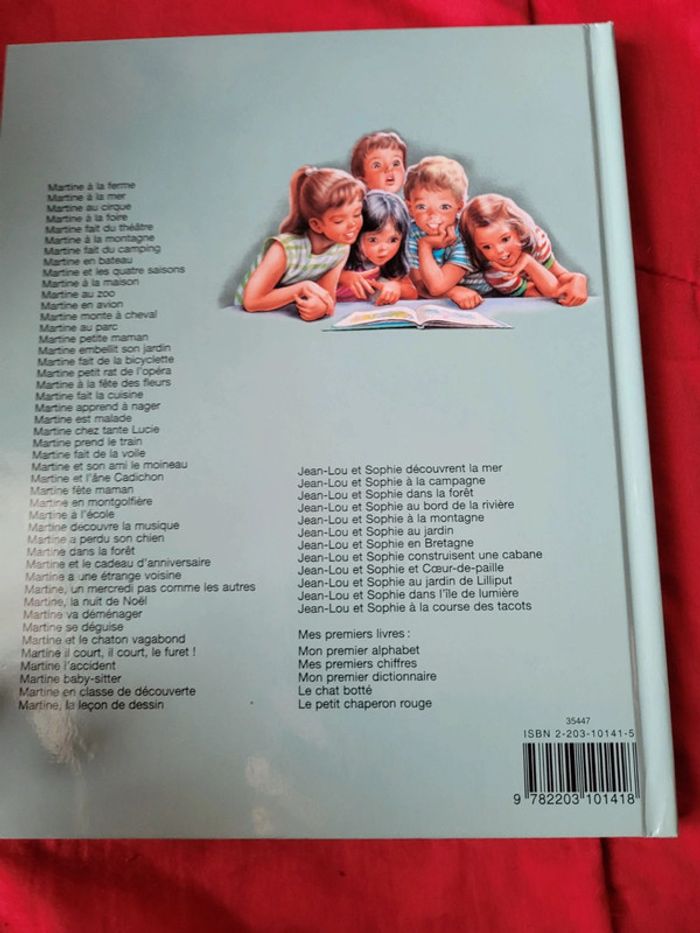 Martine à la ferme
Martine à la mer
Martine au cirque
Martine à la foire
Martine fait du théâtre
Martine à la montagne
Martine fait du camping
Martine en bateau
Martine et les quatre saisons
Martine à la maison
Martine au zoo
Martine en avion
Martine monte à cheval
Martine au parc
Martine petite maman
Martine embellit son jardin
Martine fait de la bicyclette
Martine petit rat de l'opéra
Martine à la fête des fleurs
Martine fait la cuisine
Martine apprend à nager
Martine est malade
Martine chez tante Lucie
Martine prend le train
Martine fait de la voile
Martine et son ami le moineau
Martine et l'âne Cadichon
Martine fête maman
Martine en montgolfière
Martine à l'école
Martine découvre la musique
Martine a perdu son chien
Martine dans la forêt
Martine et le cadeau d'anniversaire
Martine a une étrange voisine
Martine, un mercredi pas comme les autres
Martine, la nuit de Noël
Martine va déménager
Martine se déguise
Martine et le chaton vagabond
Martine il court, il court, le furet !
Martine l'accident
Martine baby-sitter
Martine en classe de découverte
Martine, la leçon de dessin
Jean-Lou et Sophie découvrent la mer
Jean-Lou et Sophie à la campagne
Jean-Lou et Sophie dans la forêt
Jean-Lou et Sophie au bord de la rivière
Jean-Lou et Sophie à la montagne
Jean-Lou et Sophie au jardin
Jean-Lou et Sophie en Bretagne
Jean-Lou et Sophie construisent une cabane
Jean-Lou et Sophie et Cœur-de-paille
Jean-Lou et Sophie au jardin de Lilliput
Jean-Lou et Sophie dans l'île de lumière
Jean-Lou et Sophie à la course des tacots
Mes premiers livres :
Mon premier alphabet
Mes premiers chiffres
Mon premier dictionnaire
Le chat botté
Le petit chaperon rouge
35447
ISBN 2-203-10141-5
9 782203 101418